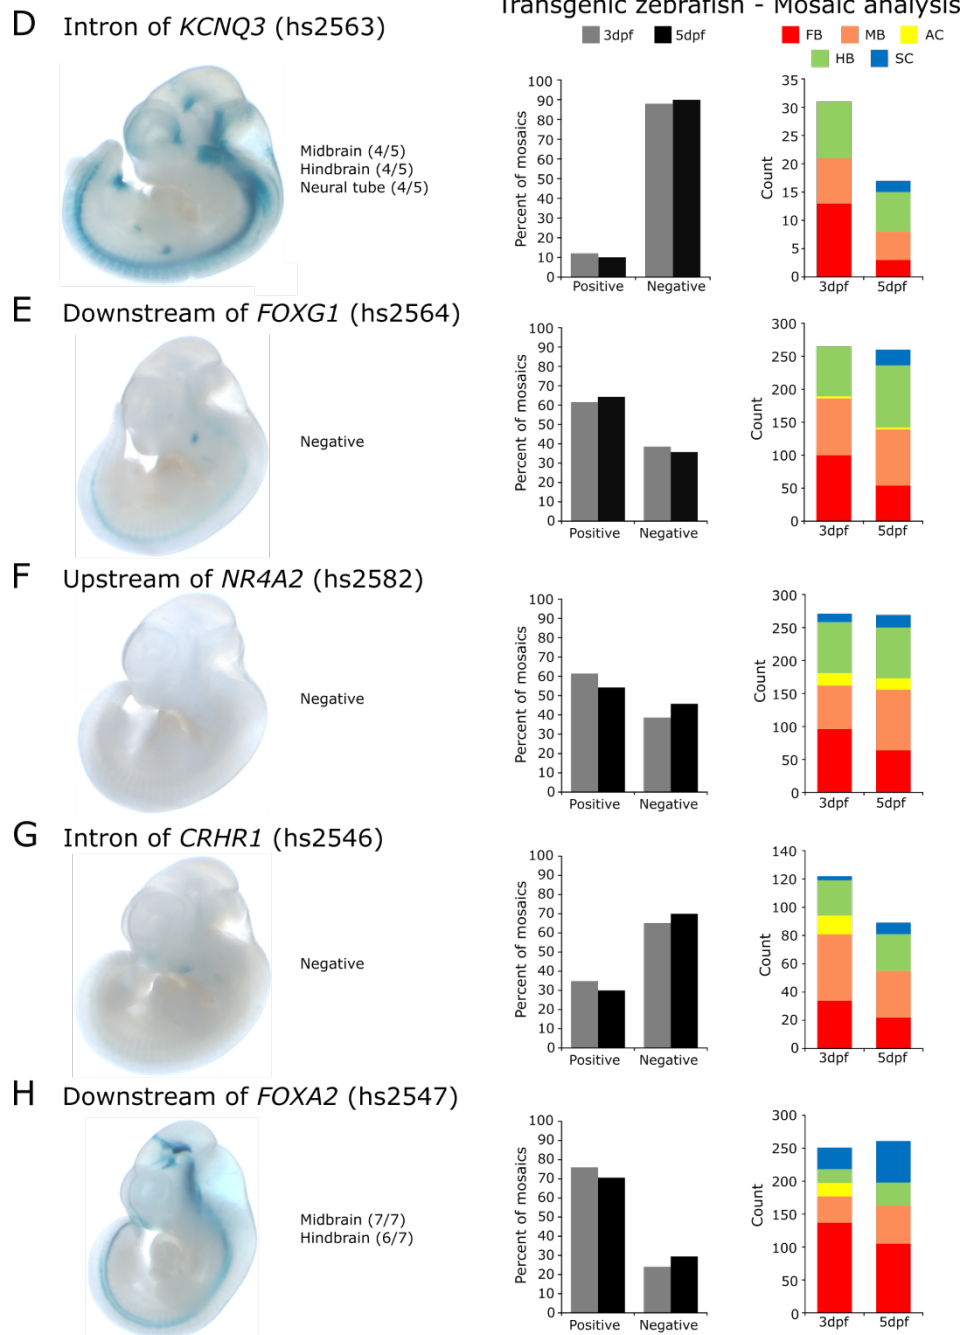 Transgenic zebrafish - Mosaic analysis
D Intron of KCNQ3 (hs2563)
3dpf 5dpf
FB MB AC
HB SC
Midbrain (4/5)
Hindbrain (4/5)
Neural tube (4/5)
Percent of mosaics
100
90
80
70
60
50
40
30
20
10
0
Positive Negative
Count
35
30
25
20
15
10
5
0
3dpf 5dpf
E Downstream of FOXG1 (hs2564)
Negative
Percent of mosaics
100
90
80
70
60
50
40
30
20
10
0
Positive Negative
Count
300
250
200
150
100
50
0
3dpf 5dpf
F Upstream of NR4A2 (hs2582)
Negative
Percent of mosaics
100
90
80
70
60
50
40
30
20
10
0
Positive Negative
Count
300
250
200
150
100
50
0
3dpf 5dpf
G Intron of CRHR1 (hs2546)
Negative
Percent of mosaics
100
90
80
70
60
50
40
30
20
10
0
Positive Negative
Count
140
120
100
80
60
40
20
0
3dpf 5dpf
H Downstream of FOXA2 (hs2547)
Midbrain (7/7)
Hindbrain (6/7)
Percent of mosaics
100
90
80
70
60
50
40
30
20
10
0
Positive Negative
Count
300
250
200
150
100
50
0
3dpf 5dpf